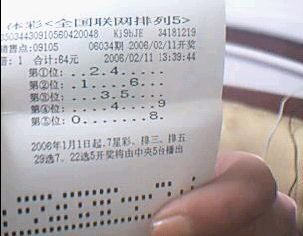 体彩<全国联网排列5>
35034430910560420048 Kj9hJE 34181219
销售点:09105 06034期 2006/02/11开奖
倍:1 合计:64元 2006/02/11 13:39:44
第①位: ..2.4.....
第②位: .1....6...
第③位: ...3.5....
第④位: ....4....9
第⑤位: 0.......8.
2006年1月1日起,7星彩、排三、排五
29选7、22选5开奖均由中央5台播出